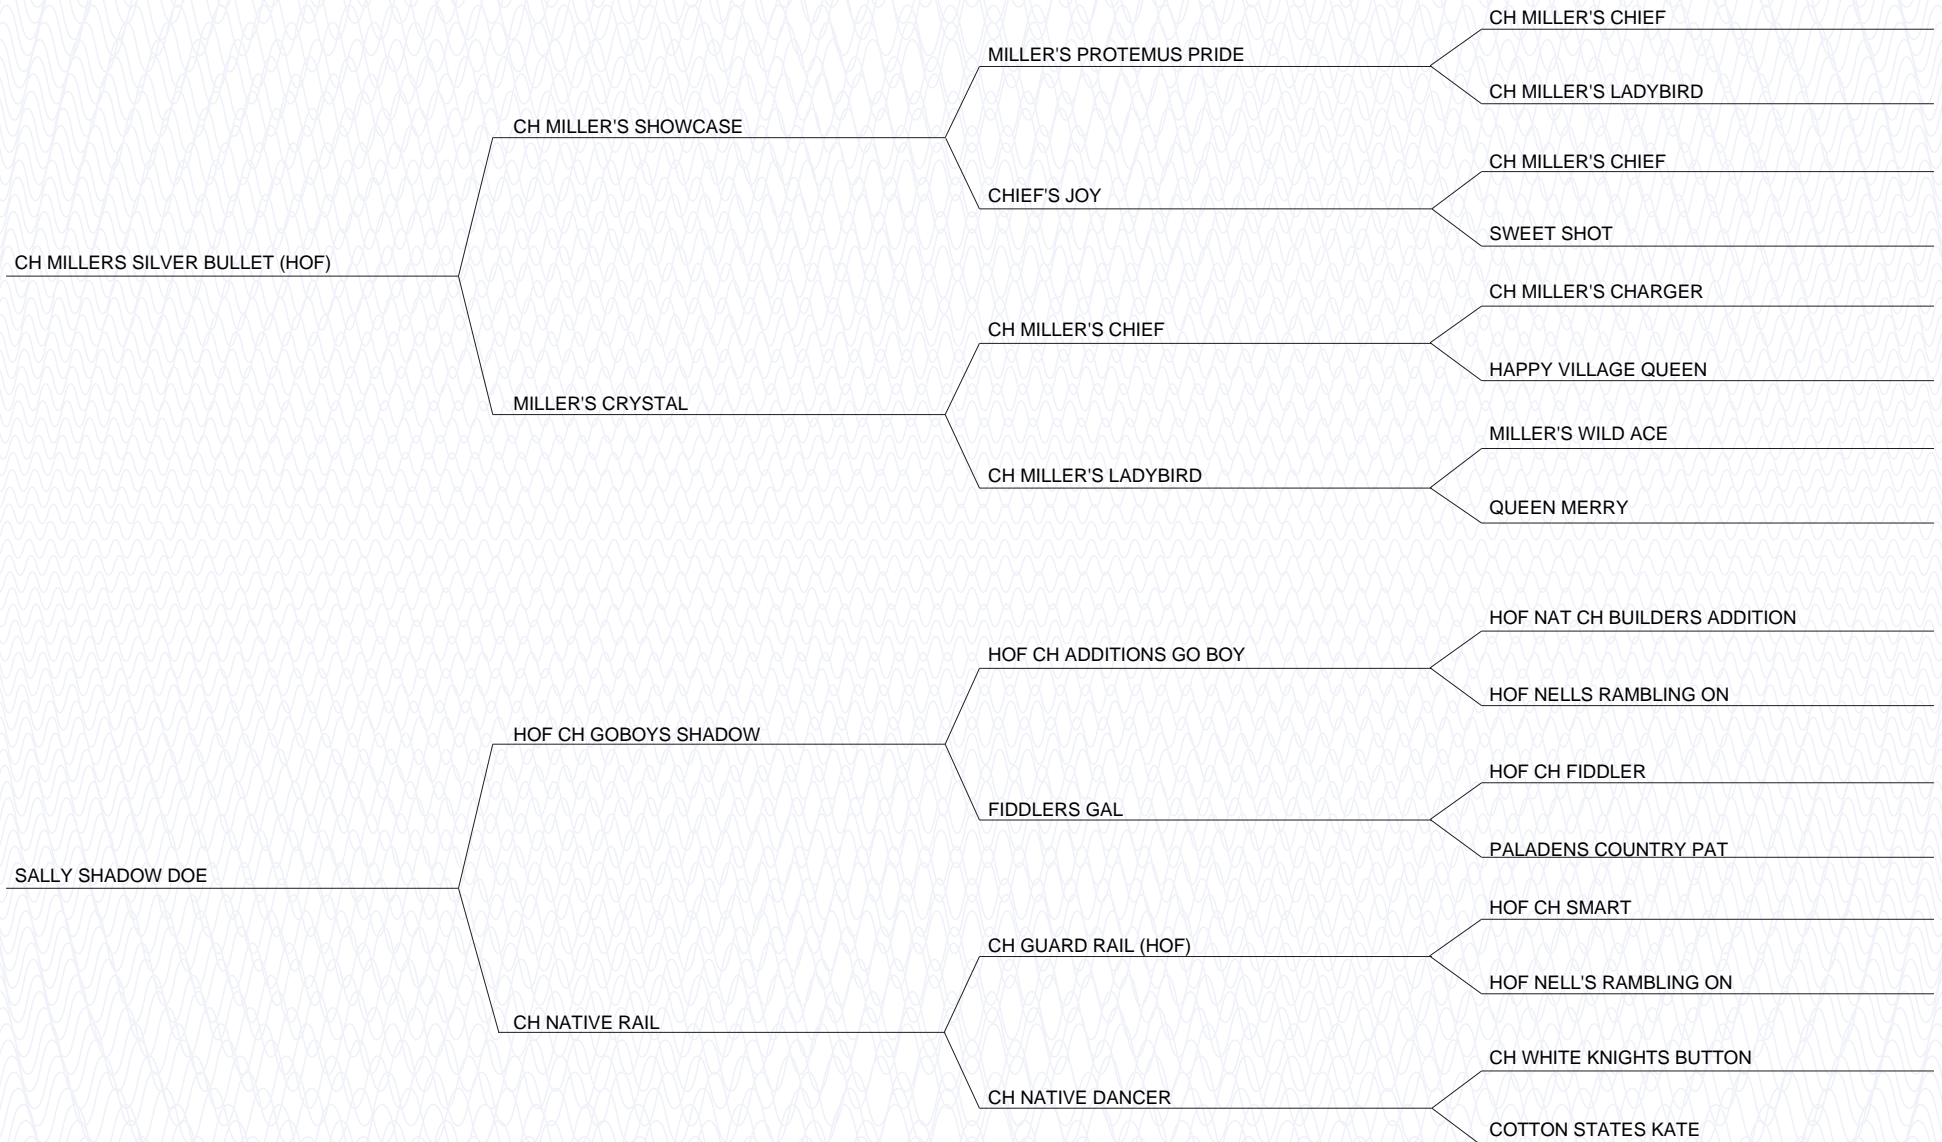 CH MILLER'S CHIEF
MILLER'S PROTEMUS PRIDE
CH MILLER'S LADYBIRD
CH MILLER'S SHOWCASE
CH MILLER'S CHIEF
CHIEF'S JOY
SWEET SHOT
CH MILLERS SILVER BULLET (HOF)
CH MILLER'S CHARGER
CH MILLER'S CHIEF
HAPPY VILLAGE QUEEN
MILLER'S CRYSTAL
MILLER'S WILD ACE
CH MILLER'S LADYBIRD
QUEEN MERRY
HOF NAT CH BUILDERS ADDITION
HOF CH ADDITIONS GO BOY
HOF NELLS RAMBLING ON
HOF CH GOBOYS SHADOW
HOF CH FIDDLER
FIDDLERS GAL
PALADENS COUNTRY PAT
SALLY SHADOW DOE
HOF CH SMART
CH GUARD RAIL (HOF)
HOF NELL'S RAMBLING ON
CH NATIVE RAIL
CH WHITE KNIGHTS BUTTON
CH NATIVE DANCER
COTTON STATES KATE